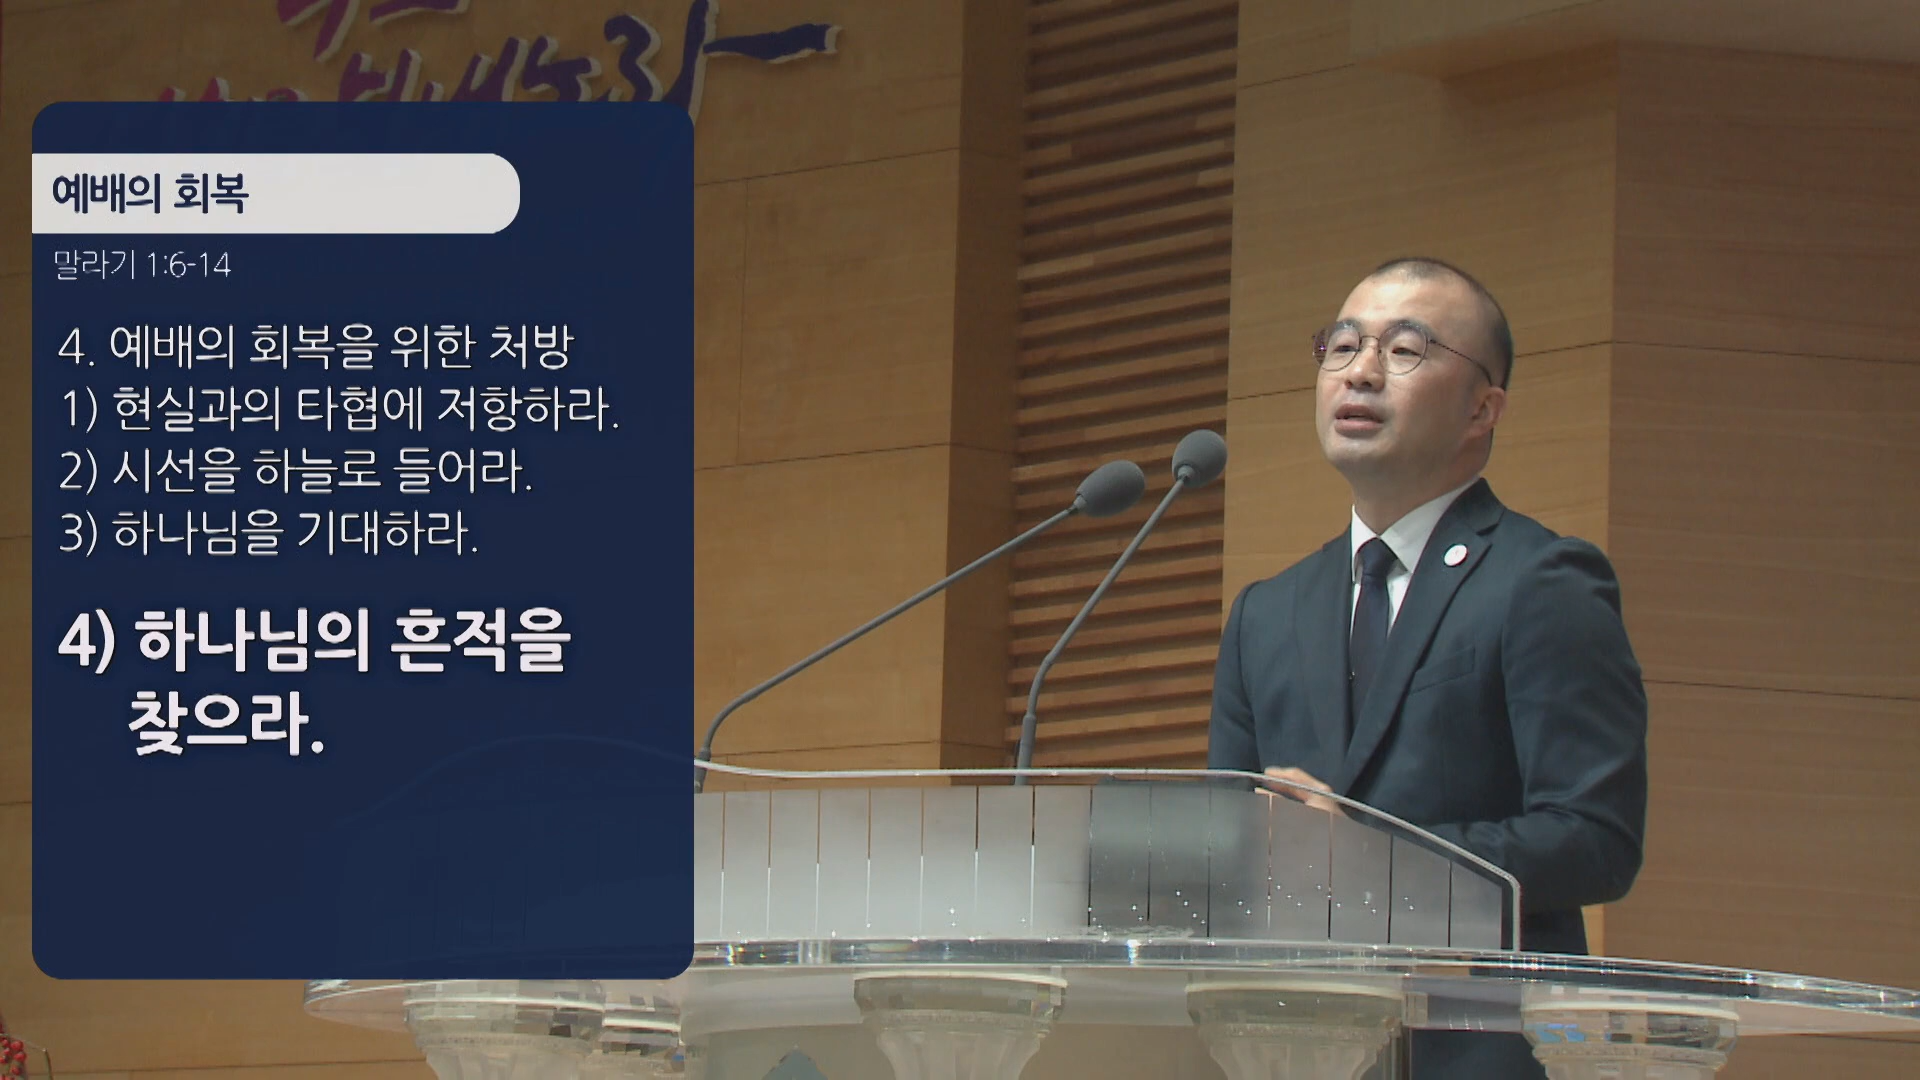 예배의 회복
말라기 1:6-14
4. 예배의 회복을 위한 처방
1) 현실과의 타협에 저항하라.
2) 시선을 하늘로 들어라.
3) 하나님을 기대하라.
4) 하나님의 흔적을
찾으라.